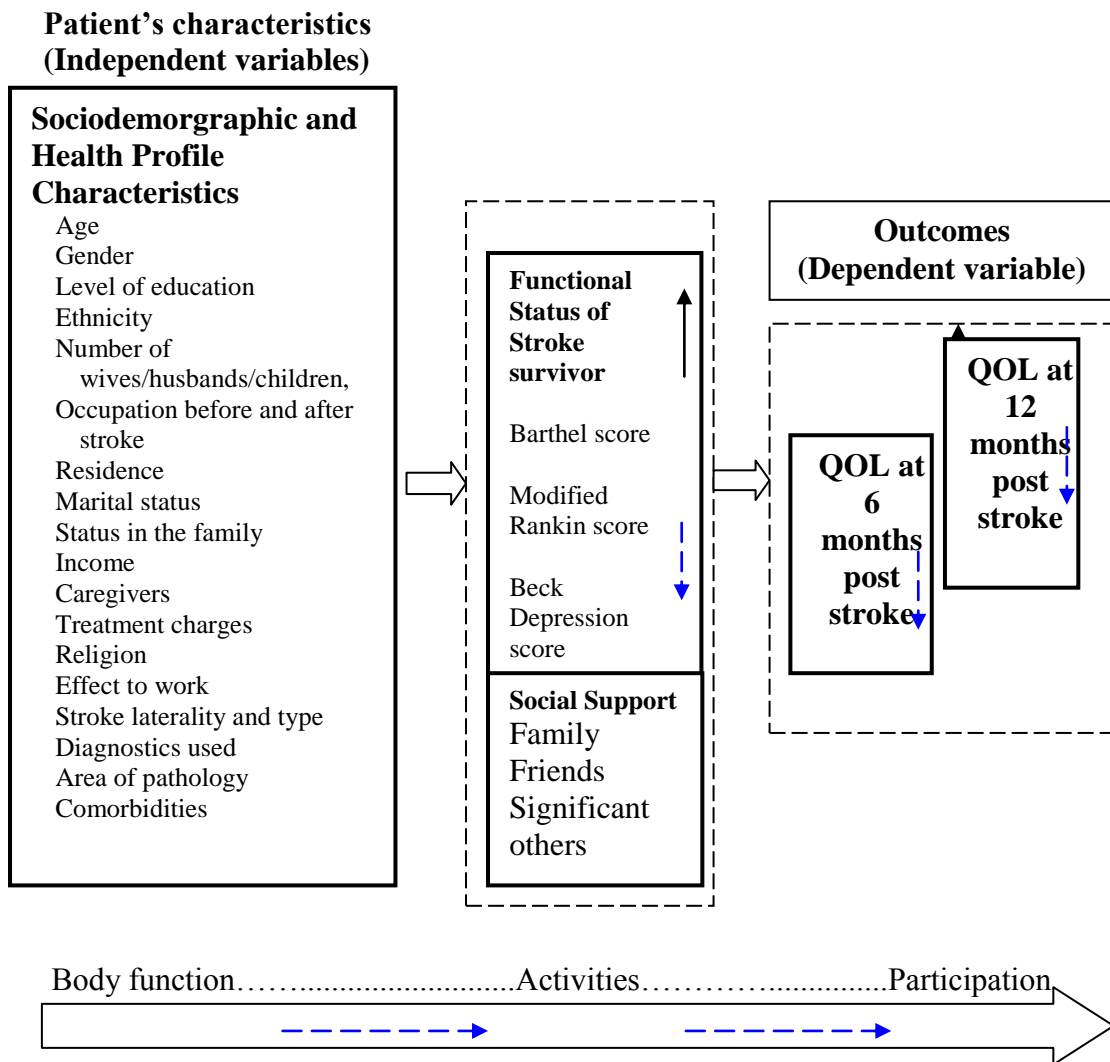 Patient’s characteristics
(Independent variables)
Sociodemorgraphic and
Health Profile
Characteristics
Age
Gender
Level of education
Ethnicity
Number of
wives/husbands/children,
Occupation before and after
stroke
Residence
Marital status
Status in the family
Income
Caregivers
Treatment charges
Religion
Effect to work
Stroke laterality and type
Diagnostics used
Area of pathology
Comorbidities
Functional
Status of
Stroke
survivor
Barthel score
Modified
Rankin score
Beck
Depression
score
Social Support
Family
Friends
Significant
others
Outcomes
(Dependent variable)
QOL at
6
months
post
stroke
QOL at
12
months
post
stroke
Body function…….............................Activities…………...............Participation